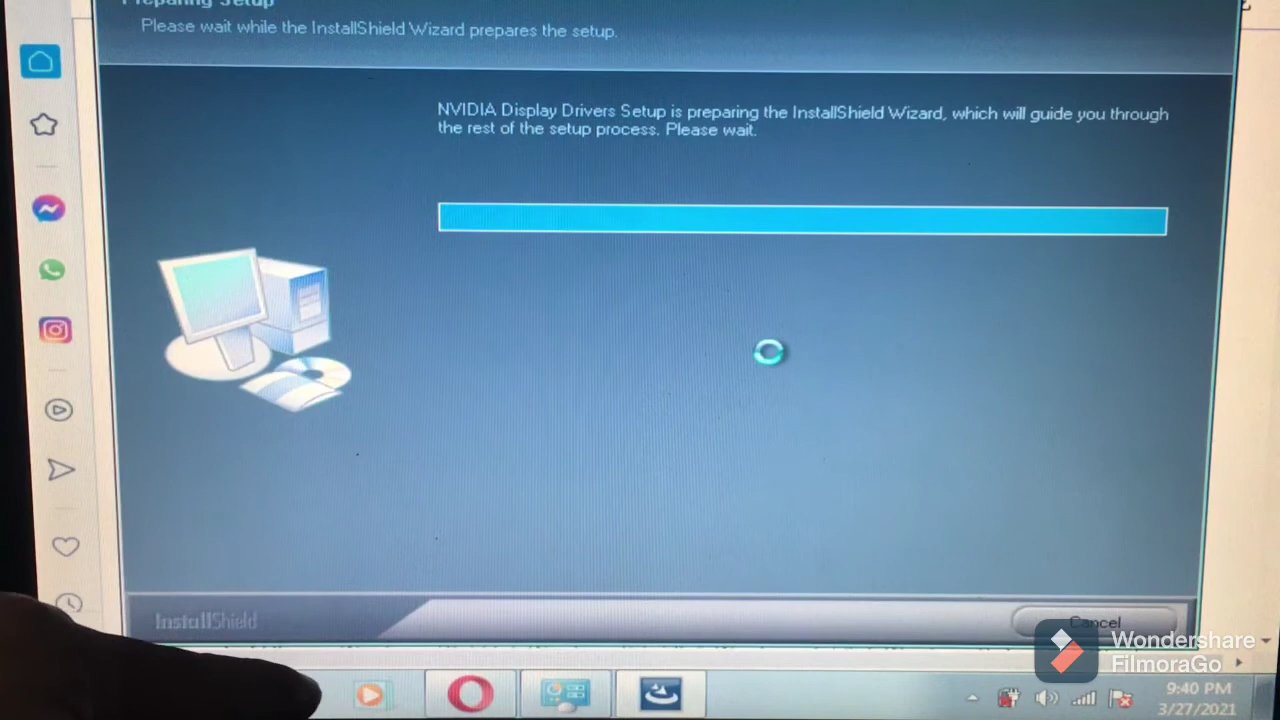 Preparing Setup
Please wait while the InstallShield Wizard prepares the setup.
NVIDIA Display Drivers Setup is preparing the InstallShield Wizard, which will guide you through
the rest of the setup process. Please wait.
InstallShield
Cancel
Wondershare
FilmoraGo
9:40 PM
3/27/2021